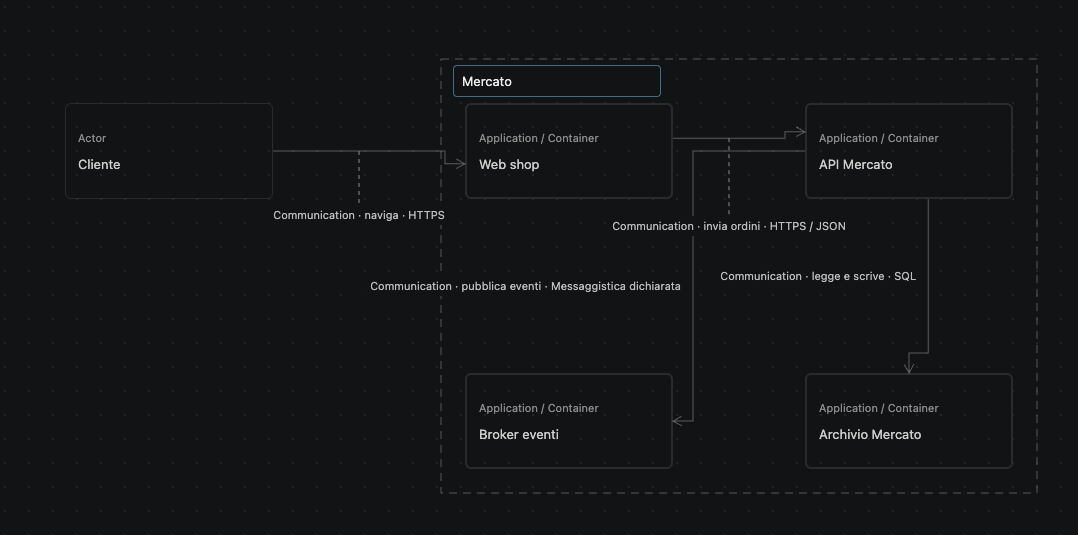 Mercato
Actor
Cliente
Application / Container
Web shop
Application / Container
API Mercato
Communication · naviga · HTTPS
Communication · invia ordini · HTTPS / JSON
Communication · legge e scrive · SQL
Communication · pubblica eventi · Messaggistica dichiarata
Application / Container
Broker eventi
Application / Container
Archivio Mercato